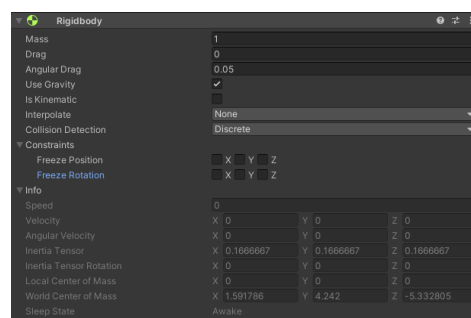 Rigidbody
Mass 1
Drag 0
Angular Drag 0.05
Use Gravity
Is Kinematic
Interpolate None
Collision Detection Discrete
Constraints
Freeze Position X Y Z
Freeze Rotation X Y Z
Info
Speed 0
Velocity X 0 Y 0 Z 0
Angular Velocity X 0 Y 0 Z 0
Inertia Tensor X 0.1666667 Y 0.1666667 Z 0.1666667
Inertia Tensor Rotation X 0 Y 0 Z 0
Local Center of Mass X 0 Y 0 Z 0
World Center of Mass X 1.591786 Y 4.242 Z -5.332805
Sleep State Awake